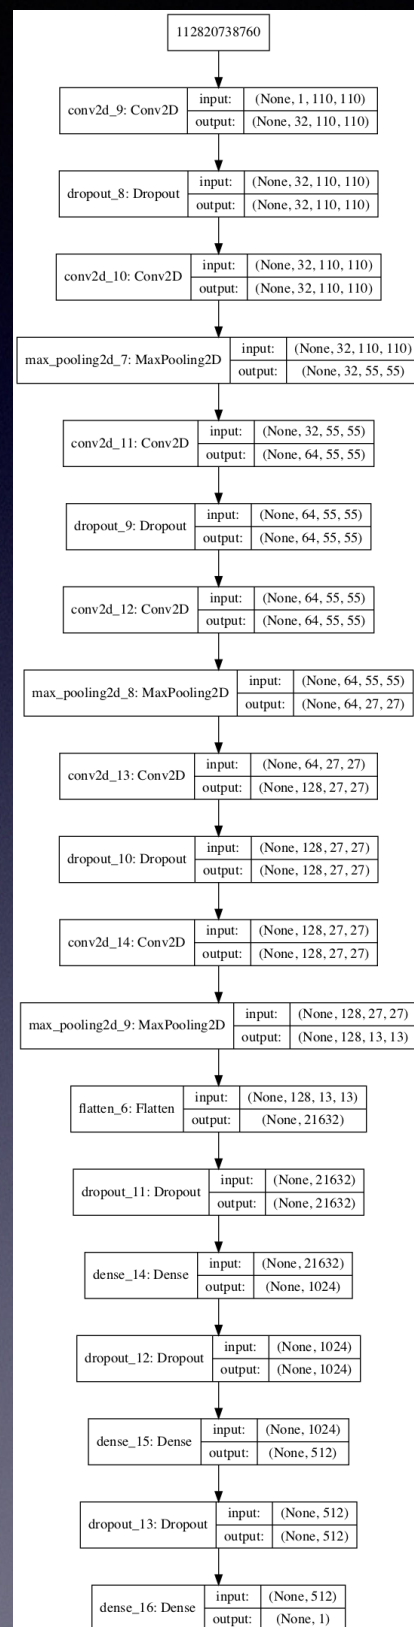 112820738760
conv2d_9: Conv2D input: (None, 1, 110, 110)
output: (None, 32, 110, 110)
dropout_8: Dropout input: (None, 32, 110, 110)
output: (None, 32, 110, 110)
conv2d_10: Conv2D input: (None, 32, 110, 110)
output: (None, 32, 110, 110)
max_pooling2d_7: MaxPooling2D input: (None, 32, 110, 110)
output: (None, 32, 55, 55)
conv2d_11: Conv2D input: (None, 32, 55, 55)
output: (None, 64, 55, 55)
dropout_9: Dropout input: (None, 64, 55, 55)
output: (None, 64, 55, 55)
conv2d_12: Conv2D input: (None, 64, 55, 55)
output: (None, 64, 55, 55)
max_pooling2d_8: MaxPooling2D input: (None, 64, 55, 55)
output: (None, 64, 27, 27)
conv2d_13: Conv2D input: (None, 64, 27, 27)
output: (None, 128, 27, 27)
dropout_10: Dropout input: (None, 128, 27, 27)
output: (None, 128, 27, 27)
conv2d_14: Conv2D input: (None, 128, 27, 27)
output: (None, 128, 27, 27)
max_pooling2d_9: MaxPooling2D input: (None, 128, 27, 27)
output: (None, 128, 13, 13)
flatten_6: Flatten input: (None, 128, 13, 13)
output: (None, 21632)
dropout_11: Dropout input: (None, 21632)
output: (None, 21632)
dense_14: Dense input: (None, 21632)
output: (None, 1024)
dropout_12: Dropout input: (None, 1024)
output: (None, 1024)
dense_15: Dense input: (None, 1024)
output: (None, 512)
dropout_13: Dropout input: (None, 512)
output: (None, 512)
dense_16: Dense input: (None, 512)
output: (None, 1)